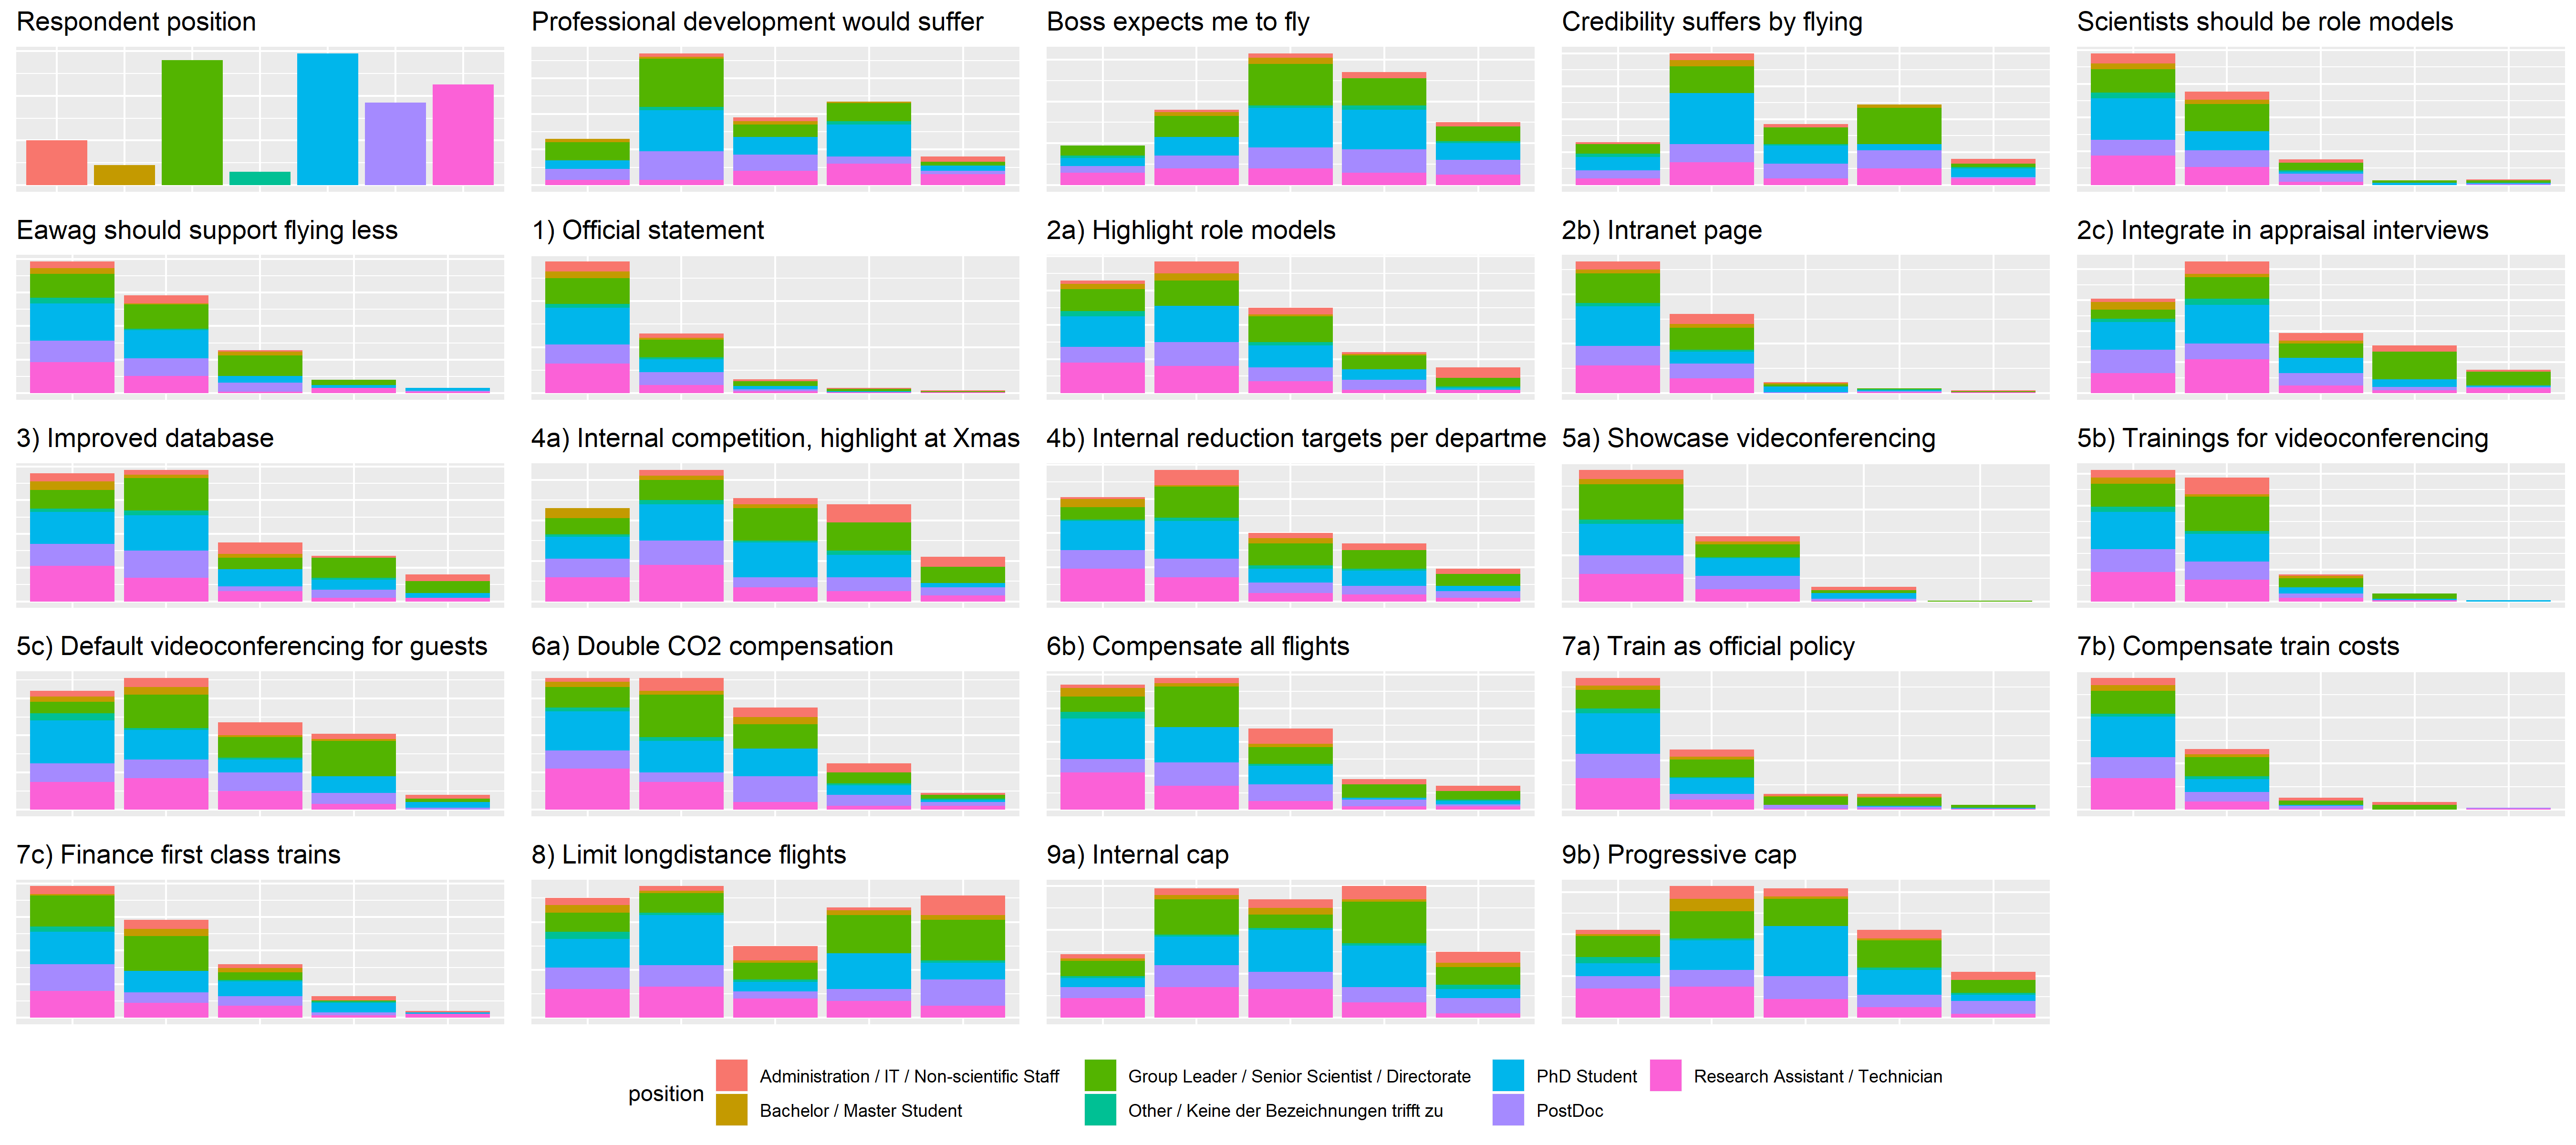 Respondent position
Professional development would suffer
Boss expects me to fly
Credibility suffers by flying
Scientists should be role models
Eawag should support flying less
1) Official statement
2a) Highlight role models
2b) Intranet page
2c) Integrate in appraisal interviews
3) Improved database
4a) Internal competition, highlight at Xmas
4b) Internal reduction targets per departme
5a) Showcase videconferencing
5b) Trainings for videoconferencing
5c) Default videoconferencing for guests
6a) Double CO2 compensation
6b) Compensate all flights
7a) Train as official policy
7b) Compensate train costs
7c) Finance first class trains
8) Limit longdistance flights
9a) Internal cap
9b) Progressive cap
position
Administration / IT / Non-scientific Staff
Bachelor / Master Student
Group Leader / Senior Scientist / Directorate
Other / Keine der Bezeichnungen trifft zu
PhD Student
PostDoc
Research Assistant / Technician